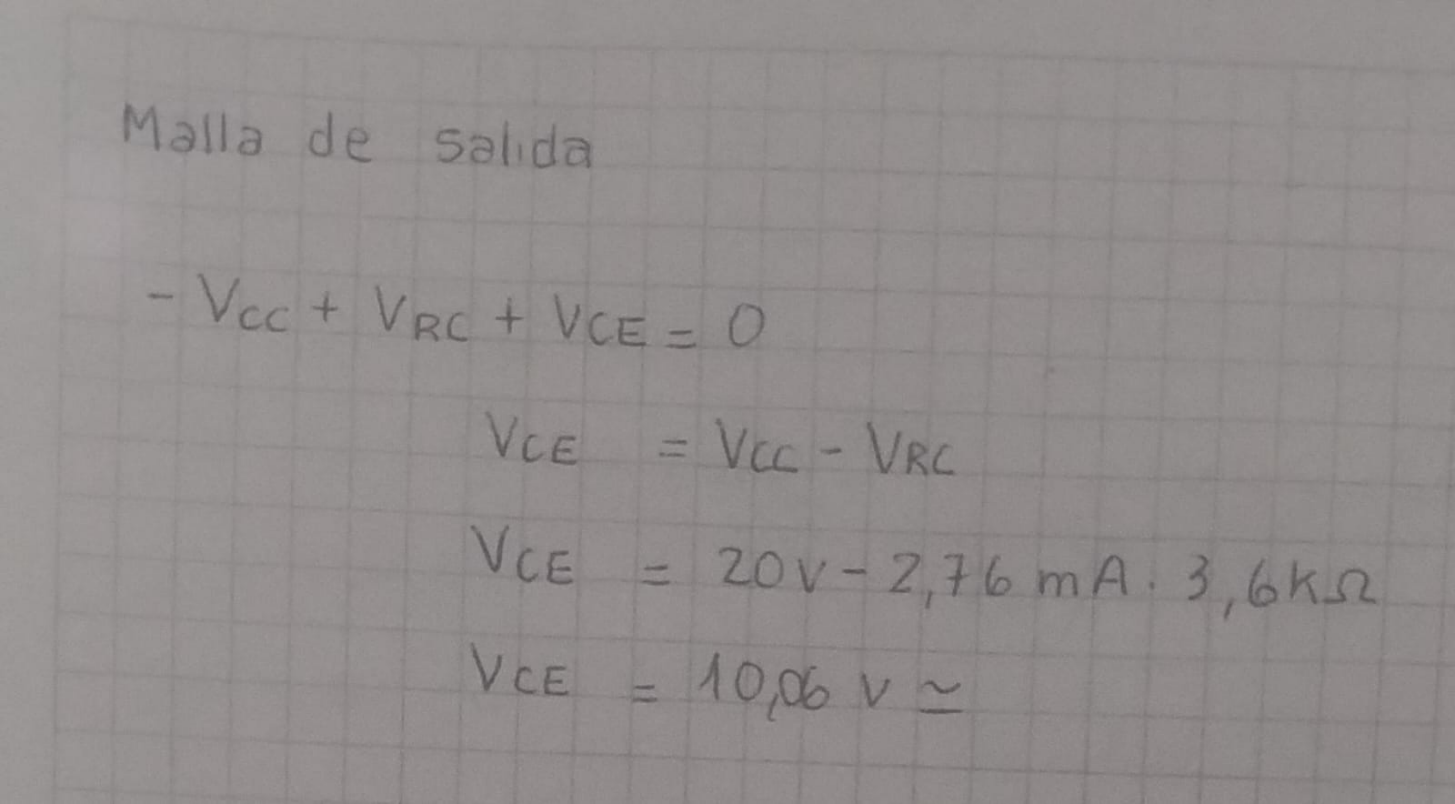 Malla de salida
- VCC + VRC + VCE = 0
VCE = VCC - VRC
VCE = 20V - 2,76 mA . 3,6KΩ
VCE = 10,06 V ≃